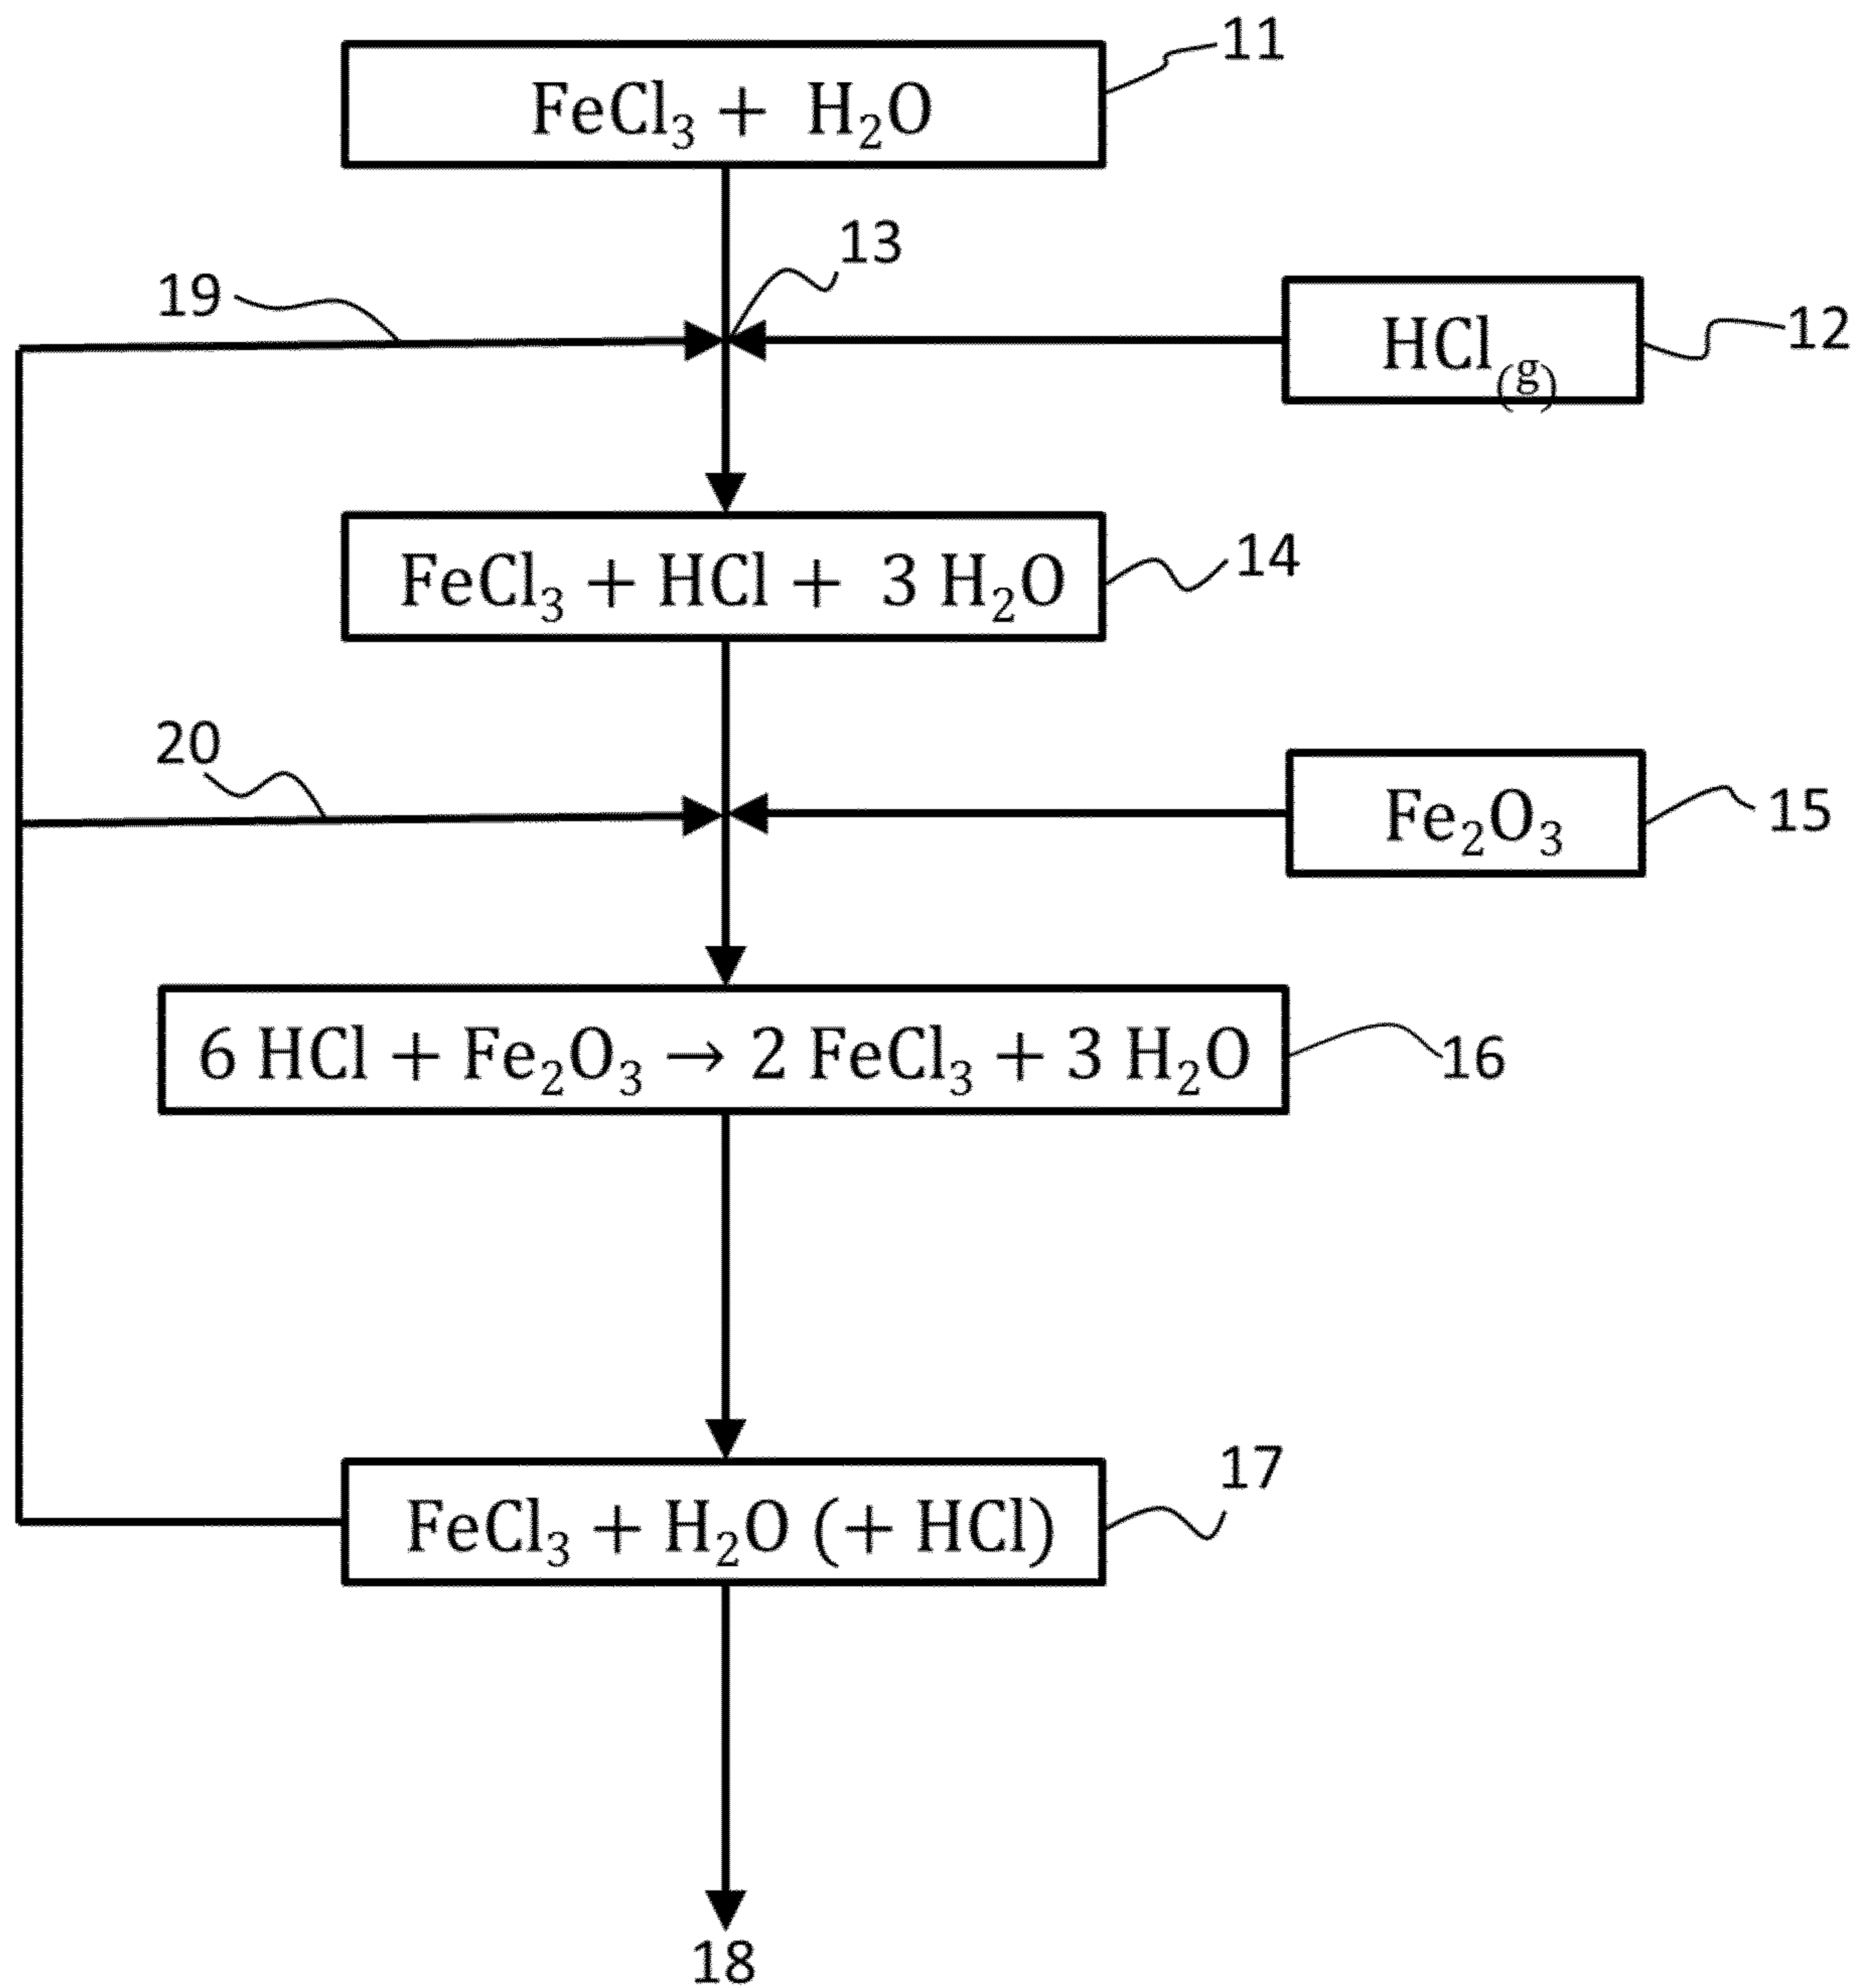 11
FeCl₃ + H₂O
13
19
HCl₍g₎
12
14
FeCl₃ + HCl + 3 H₂O
20
Fe₂O₃
15
6 HCl + Fe₂O₃ → 2 FeCl₃ + 3 H₂O
16
17
FeCl₃ + H₂O (+ HCl)
18